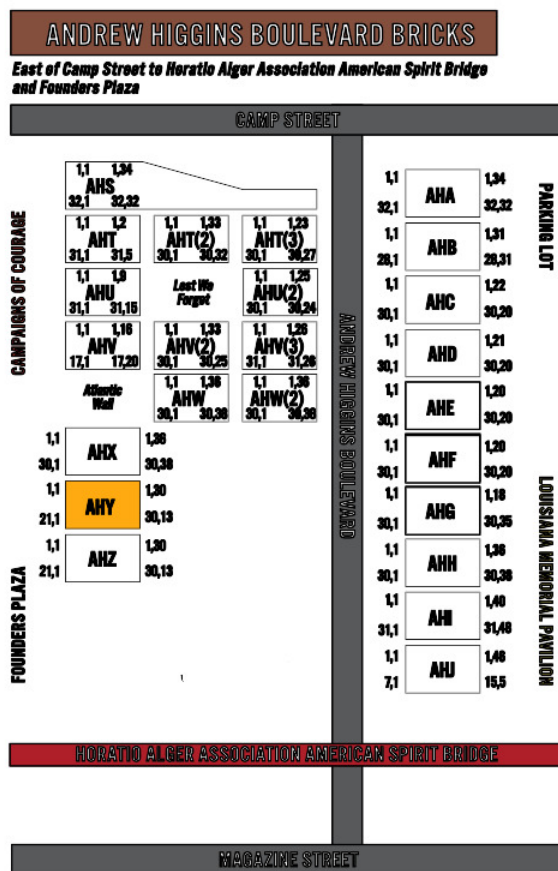 ANDREW HIGGINS BOULEVARD BRICKS
East of Camp Street to Horatio Alger Association American Spirit Bridge
and Founders Plaza
CAMP STREET
CAMPAIGNS OF COURAGE
FOUNDERS PLAZA
1,1 1,34
AHS
32,1 32,32
1,1 1,2
AHT
31,1 31,5
1,1 1,33
AHT(2)
30,1 30,32
1,1 1,23
AHT(3)
30,1 30,27
1,1 1,9
AHU
31,1 31,15
Lest We
Forget
1,1 1,25
AHU(2)
30,1 30,24
1,1 1,16
AHV
17,1 17,20
1,1 1,33
AHV(2)
30,1 30,25
1,1 1,26
AHV(3)
31,1 31,26
Atlantic
Wall
1,1 1,36
AHW
30,1 30,38
1,1 1,36
AHW(2)
30,1 30,38
1,1 1,36
AHX
30,1 30,38
1,1 1,30
AHY
21,1 30,13
1,1 1,30
AHZ
21,1 30,13
ANDREW HIGGINS BOULEVARD
1,1 1,34
AHA
32,1 32,32
1,1 1,31
AHB
28,1 28,31
1,1 1,22
AHC
30,1 30,20
1,1 1,21
AHD
30,1 30,20
1,1 1,20
AHE
30,1 30,20
1,1 1,20
AHF
30,1 30,20
1,1 1,18
AHG
30,1 30,35
1,1 1,36
AHH
30,1 30,38
1,1 1,40
AHI
31,1 31,48
1,1 1,48
AHJ
7,1 15,5
PARKING LOT
LOUISIANA MEMORIAL PAVILION
HORATIO ALGER ASSOCIATION AMERICAN SPIRIT BRIDGE
MAGAZINE STREET